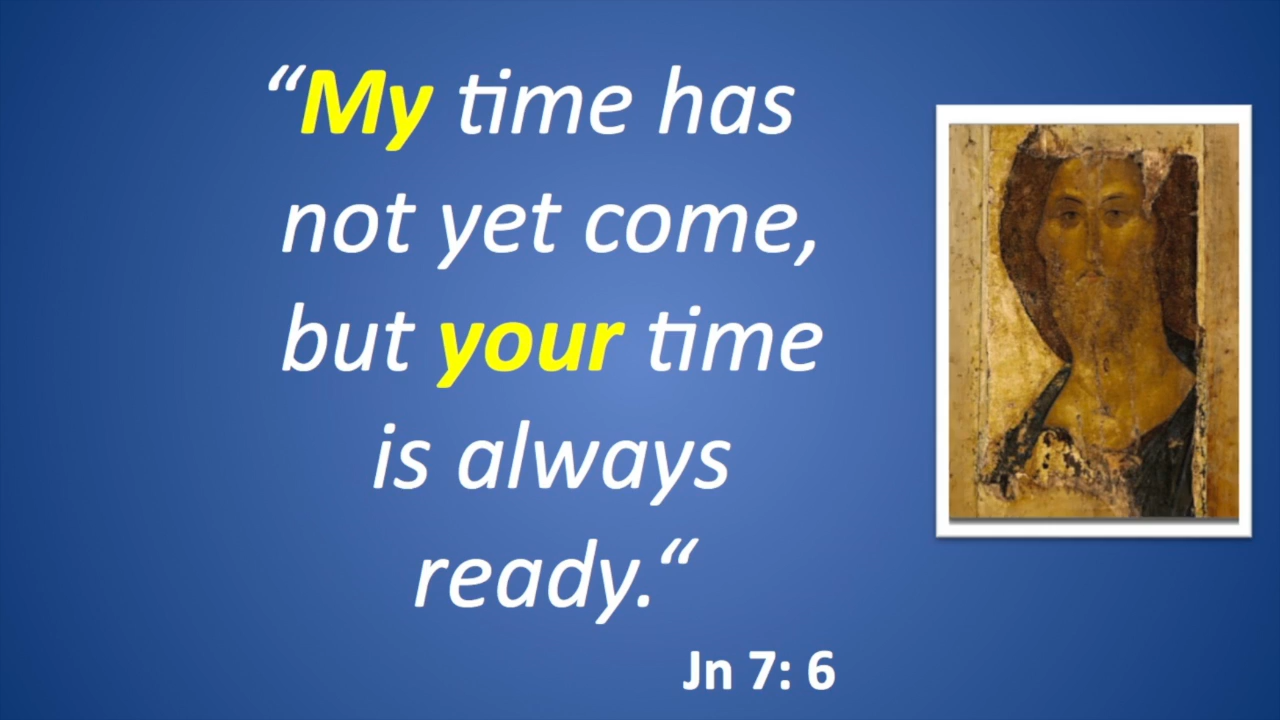 “My time has
not yet come,
but your time
is always
ready.“
Jn 7: 6